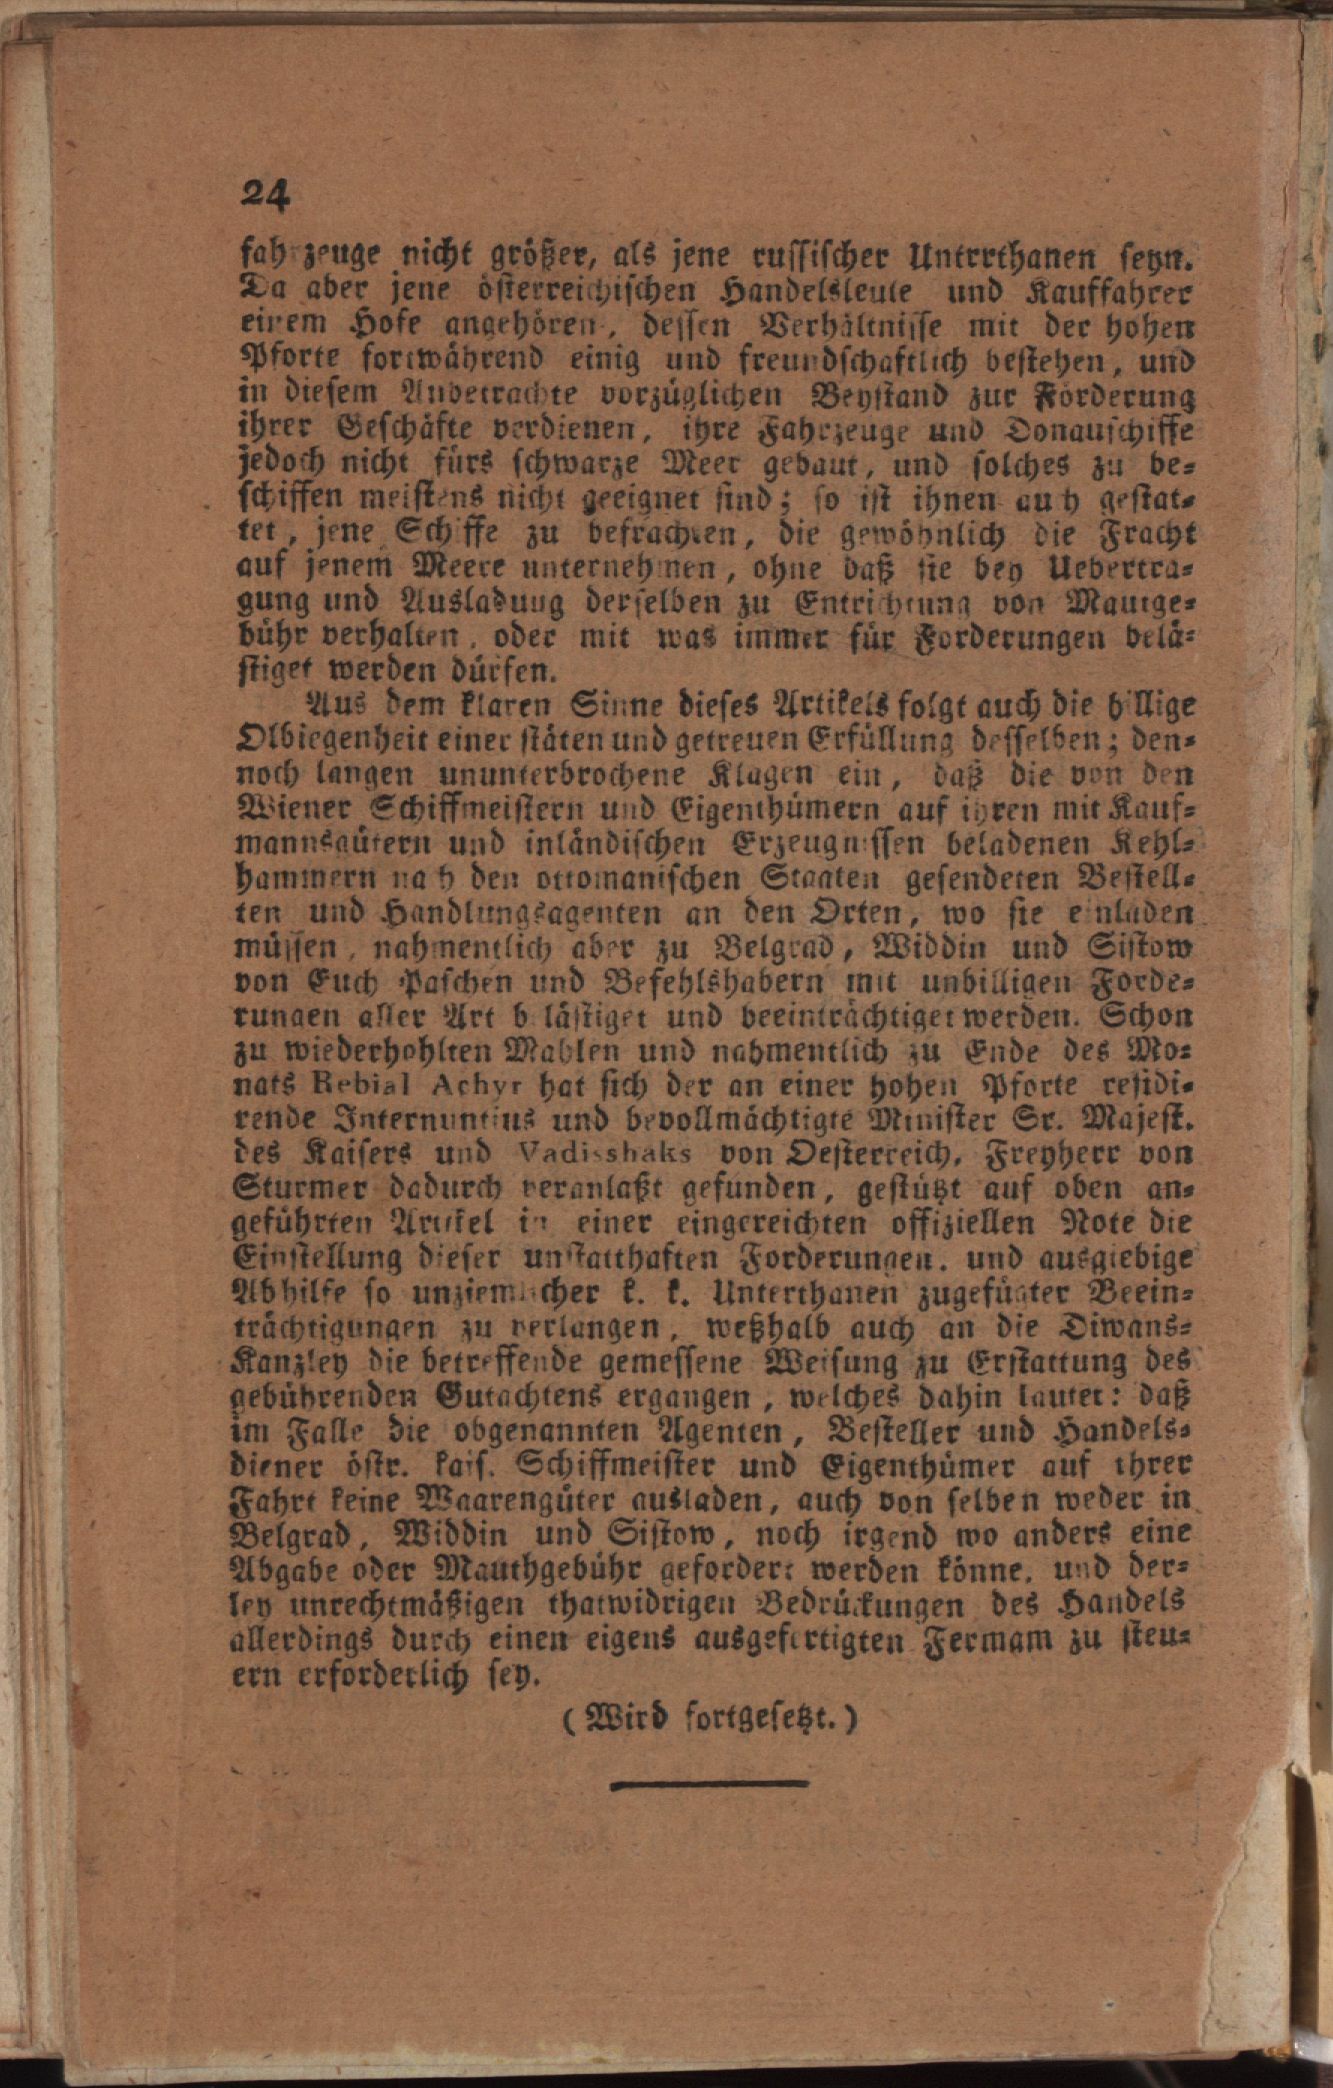 24
fahrzeuge nicht größer, als jene russischer Untrrthanen seyn.
Da aber jene österreichischen Handelsleute und Kauffahrer
einem Hofe angehören, dessen Verhältnisse mit der hohen
Pforte fortwährend einig und freundschaftlich bestehen, und
in diesem Anbetrachte vorzüglichen Beystand zur Förderung
ihrer Geschäfte verdienen, ihre Fahrzeuge und Donauschiffe
jedoch nicht fürs schwarze Meer gebaut, und solches zu be-
schiffen meistens nicht geeignet sind; so ist ihnen auch gestat-
tet, jene Schiffe zu befrachten, die gewöhnlich die Fracht
auf jenem Meere unternehmen, ohne daß sie bey Uebertra-
gung und Ausladung derselben zu Entrichtung von Mautge-
bühr verhalten, oder mit was immer für Forderungen belä-
stiget werden dürfen.
Aus dem klaren Sinne dieses Artikels folgt auch die billige
Olbiegenheit einer stäten und getreuen Erfüllung desselben; den-
noch langen ununterbrochene Klagen ein, daß die von den
Wiener Schiffmeistern und Eigenthümern auf ihren mit Kauf-
mannsgütern und inländischen Erzeugnissen beladenen Kehl-
hammern nach den ottomanischen Staaten gesendeten Bestell-
ten und Handlungsagenten an den Orten, wo sie einladen
müssen, nahmentlich aber zu Belgrad, Widdin und Sistow
von Euch Paschen und Befehlshabern mit unbilligen Forde-
rungen aller Art belästiget und beeinträchtiget werden. Schon
zu wiederhohlten Mahlen und nahmentlich zu Ende des Mo-
nats Rebial Achyr hat sich der an einer hohen Pforte residi-
rende Internuntius und bevollmächtigte Minister Sr. Majest.
des Kaisers und Vadisshaks von Oesterreich, Freyherr von
Sturmer dadurch veranlaßt gefunden, gestützt auf oben an-
geführten Artikel in einer eingereichten offiziellen Note die
Einstellung dieser unstatthaften Forderungen, und ausgiebige
Abhilfe so unziemlicher k. k. Unterthanen zugefügter Beein-
trächtigungen zu verlangen, weßhalb auch an die Diwans-
Kanzley die betreffende gemessene Weisung zu Erstattung des
gebührenden Gutachtens ergangen, welches dahin lautet: daß
im Falle die obgenannten Agenten, Besteller und Handels-
diener östr. kais. Schiffmeister und Eigenthümer auf ihrer
Fahrt keine Waarengüter ausladen, auch von selben weder in
Belgrad, Widdin und Sistow, noch irgend wo anders eine
Abgabe oder Mauthgebühr gefordert werden könne, und der-
ley unrechtmäßigen thatwidrigen Bedrückungen des Handels
allerdings durch einen eigens ausgefertigten Fermam zu steu-
ern erforderlich sey.
(Wird fortgesetzt.)